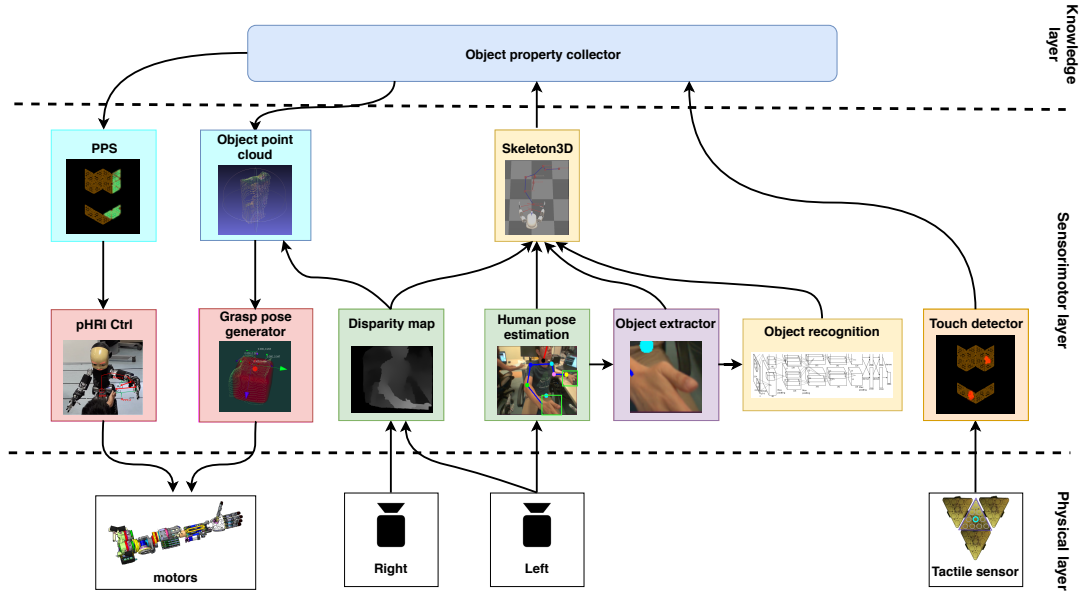 Object property collector
Knowledge
layer
PPS
Object point
cloud
Skeleton3D
Sensorimotor layer
pHRI Ctrl
Grasp pose
generator
Disparity map
Human pose
estimation
Object extractor
Object recognition
Touch detector
Physical layer
motors
Right
Left
Tactile sensor